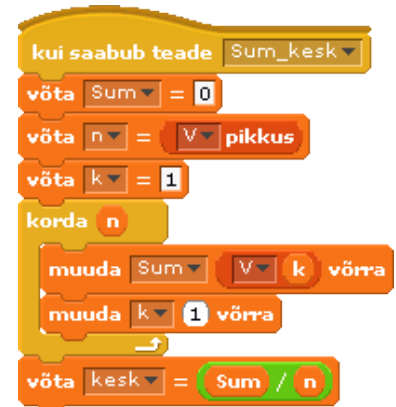 kui saabub teade Sum_kesk
võta Sum = 0
võta n = V pikkus
võta k = 1
korda n
muuda Sum V k võrra
muuda k 1 võrra
võta kesk = Sum / n